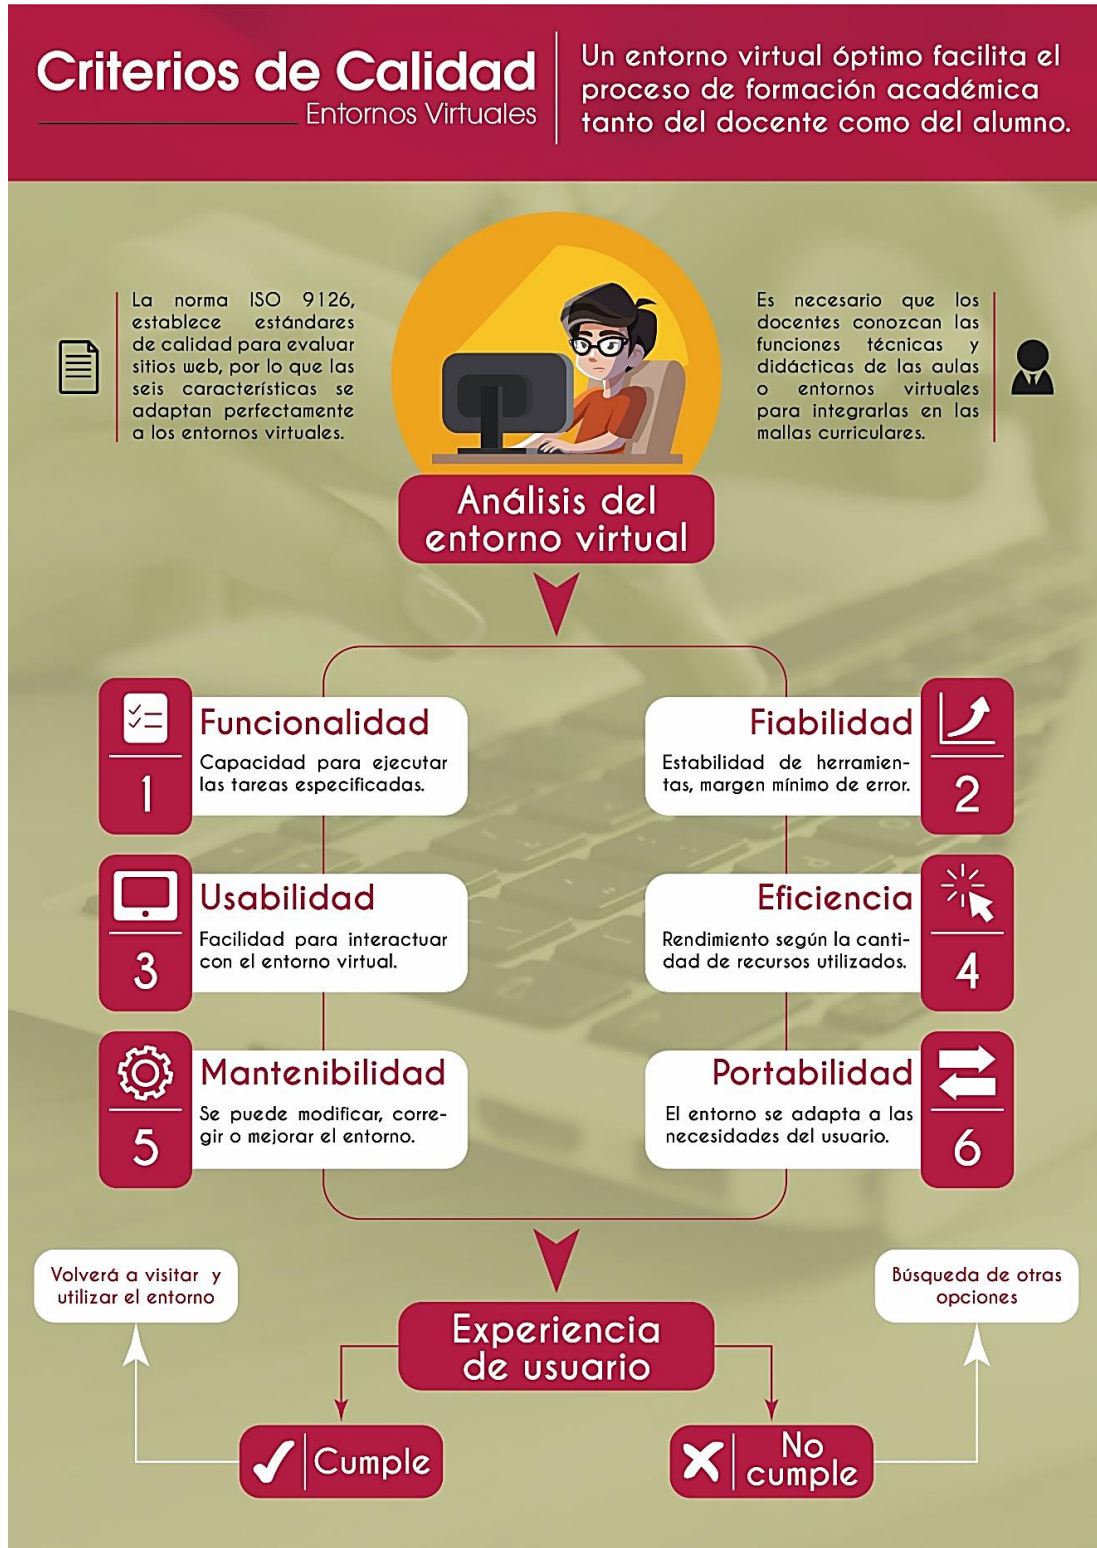 Criterios de Calidad
Entornos Virtuales
Un entorno virtual óptimo facilita el
proceso de formación académica
tanto del docente como del alumno.
La norma ISO 9126,
establece estándares
de calidad para evaluar
sitios web, por lo que las
seis características se
adaptan perfectamente
a los entornos virtuales.
Es necesario que los
docentes conozcan las
funciones técnicas y
didácticas de las aulas
o entornos virtuales
para integrarlas en las
mallas curriculares.
Análisis del
entorno virtual
1
Funcionalidad
Capacidad para ejecutar
las tareas especificadas.
Fiabilidad
Estabilidad de herramien-
tas, margen mínimo de error.
2
3
Usabilidad
Facilidad para interactuar
con el entorno virtual.
Eficiencia
Rendimiento según la canti-
dad de recursos utilizados.
4
5
Mantenibilidad
Se puede modificar, corre-
gir o mejorar el entorno.
Portabilidad
El entorno se adapta a las
necesidades del usuario.
6
Volverá a visitar y
utilizar el entorno
Búsqueda de otras
opciones
Experiencia
de usuario
Cumple
No
cumple